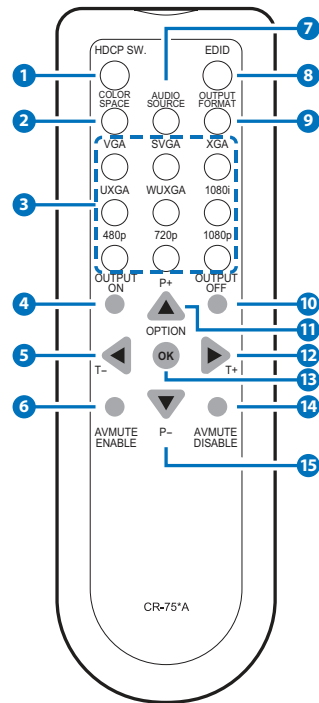 7
HDCP SW. EDID
1 8
COLOR SPACE AUDIO SOURCE OUTPUT FORMAT
2 9
VGA SVGA XGA
UXGA WUXGA 1080i
3
480p 720p 1080p
OUTPUT ON P+ OUTPUT OFF
4 10
11
OPTION
5 OK 12
T– T+
13
6 14
AVMUTE ENABLE P– AVMUTE DISABLE
15
CR-75*A